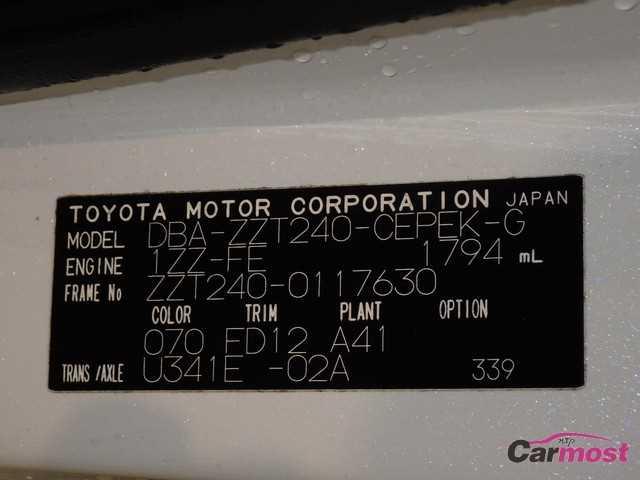 TOYOTA MOTOR CORPORATION JAPAN
MODEL DBA-ZZT240-CEPEK-G
ENGINE 1ZZ-FE 1794 mL
FRAME No ZZT240-0117630
COLOR TRIM PLANT OPTION
070 FD12 A41
TRANS/AXLE U341E -02A 339
Carmost